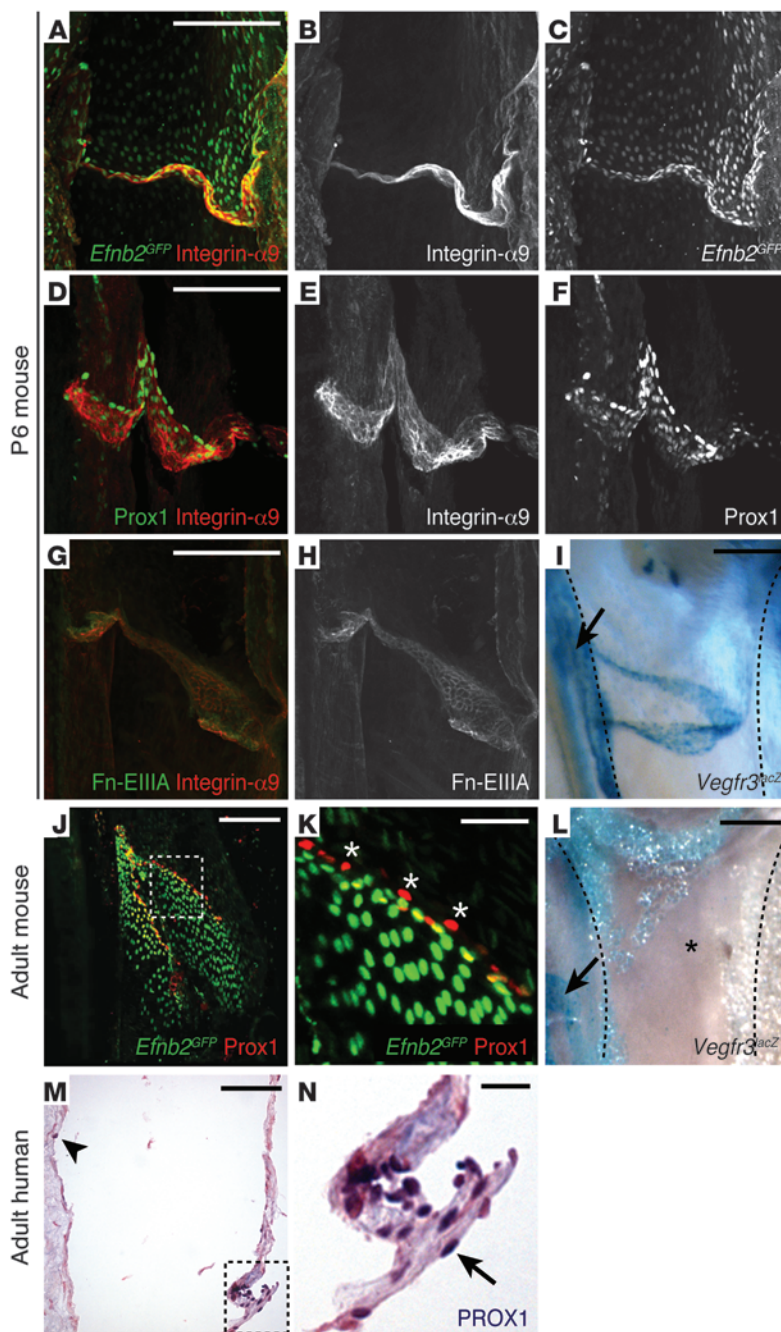 A
B
C
Efnb2GFP Integrin-α9
Integrin-α9
Efnb2GFP
P6 mouse
D
E
F
Prox1 Integrin-α9
Integrin-α9
Prox1
G
H
I
Fn-EIIIA Integrin-α9
Fn-EIIIA
Vegfr3lacZ
Adult mouse
J
K
L
*
*
*
*
Efnb2GFP Prox1
Efnb2GFP Prox1
Vegfr3lacZ
Adult human
M
N
PROX1